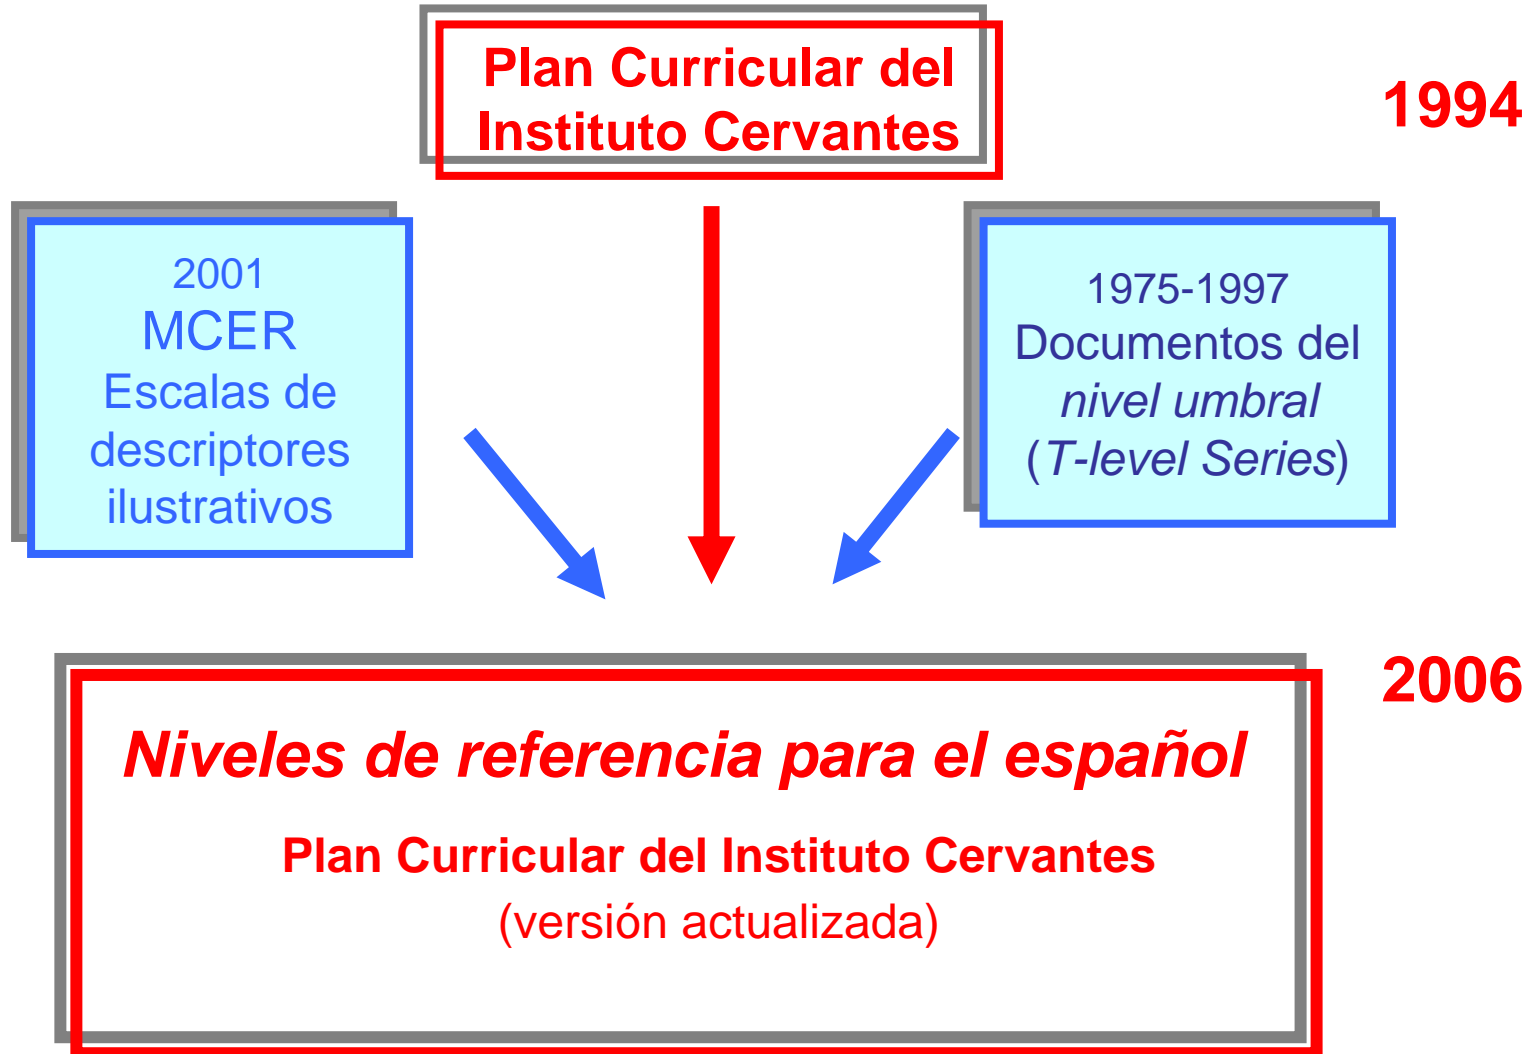 Plan Curricular del
Instituto Cervantes
1994
2001
MCER
Escalas de
descriptores
ilustrativos
1975-1997
Documentos del
nivel umbral
(T-level Series)
2006
Niveles de referencia para el español
Plan Curricular del Instituto Cervantes
(versión actualizada)